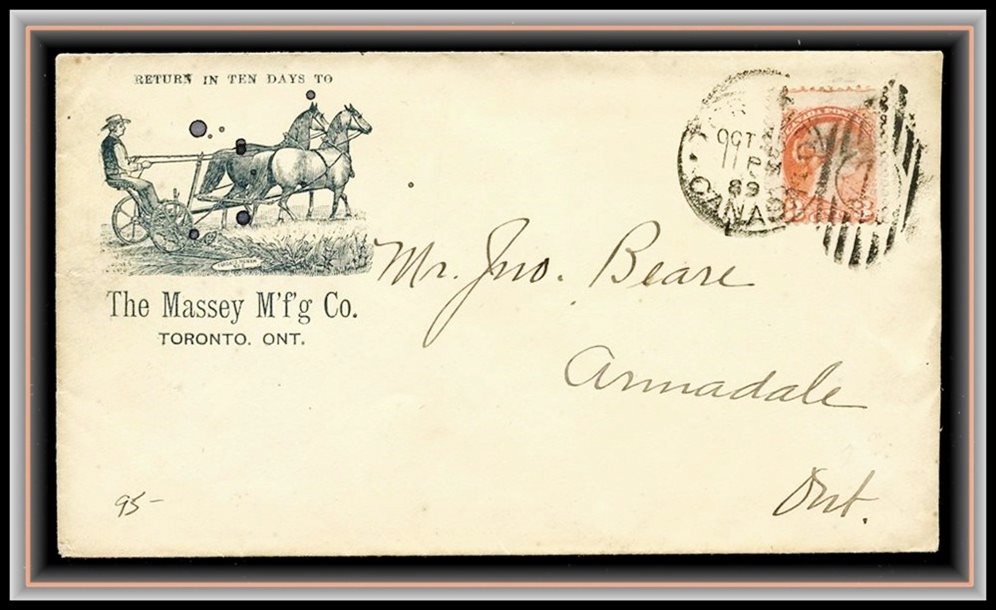 RETURN IN TEN DAYS TO
The Massey M'f'g Co.
TORONTO. ONT.
OCT
11 P
89
CANADA
Mr. Jno. Beare
Armadale
Ont.
95-